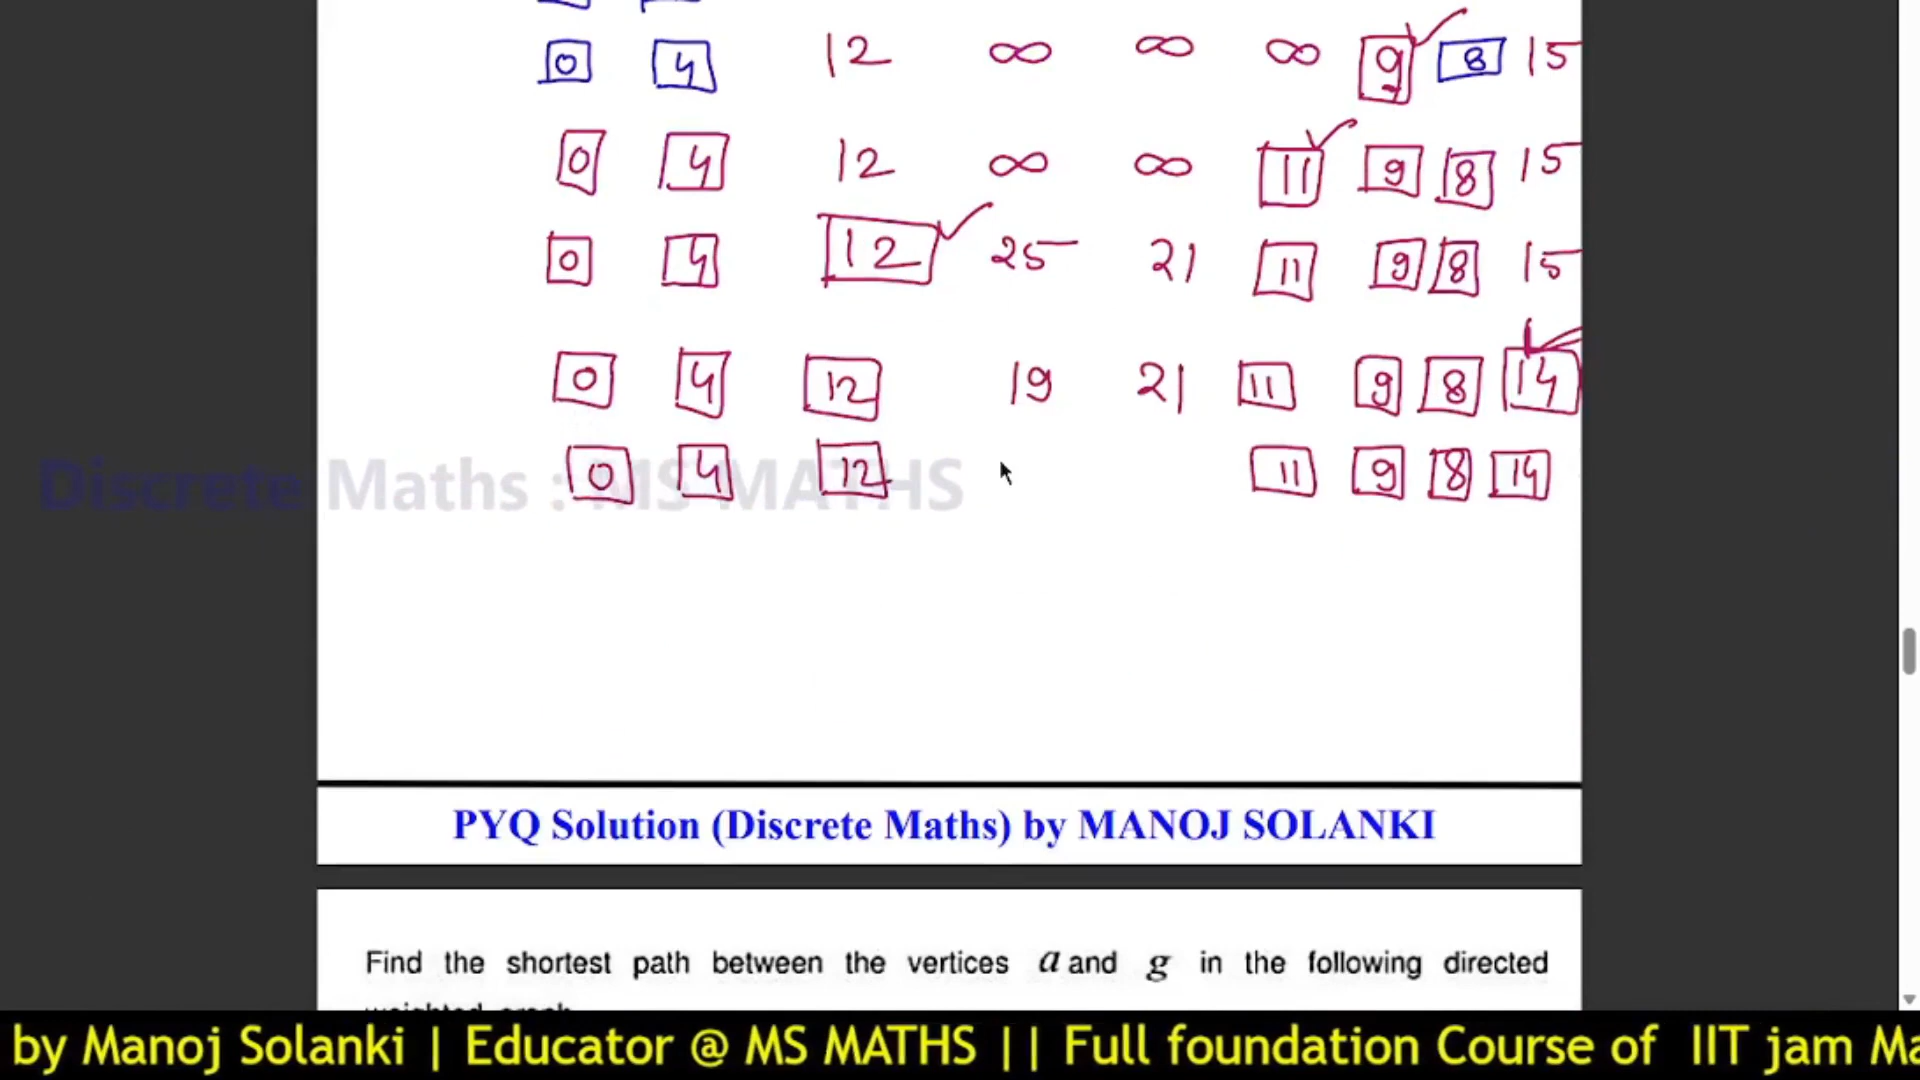 0 4 12 ∞ ∞ ∞ 9 8 15
0 4 12 ∞ ∞ 11 9 8 15
0 4 12 25 21 11 9 8 15
0 4 12 19 21 11 9 8 14
0 4 12 11 9 8 14
Discrete Maths : MS MATHS
PYQ Solution (Discrete Maths) by MANOJ SOLANKI
Find the shortest path between the vertices a and g in the following directed
by Manoj Solanki | Educator @ MS MATHS || Full foundation Course of IIT jam Ma